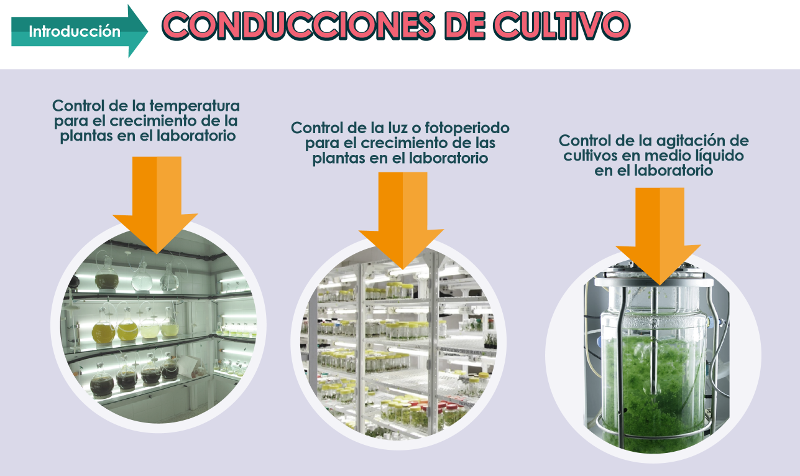 Introducción
CONDUCCIONES DE CULTIVO
Control de la temperatura
para el crecimiento de la
plantas en el laboratorio
Control de la luz o fotoperiodo
para el crecimiento de las
plantas en el laboratorio
Control de la agitación de
cultivos en medio líquido
en el laboratorio